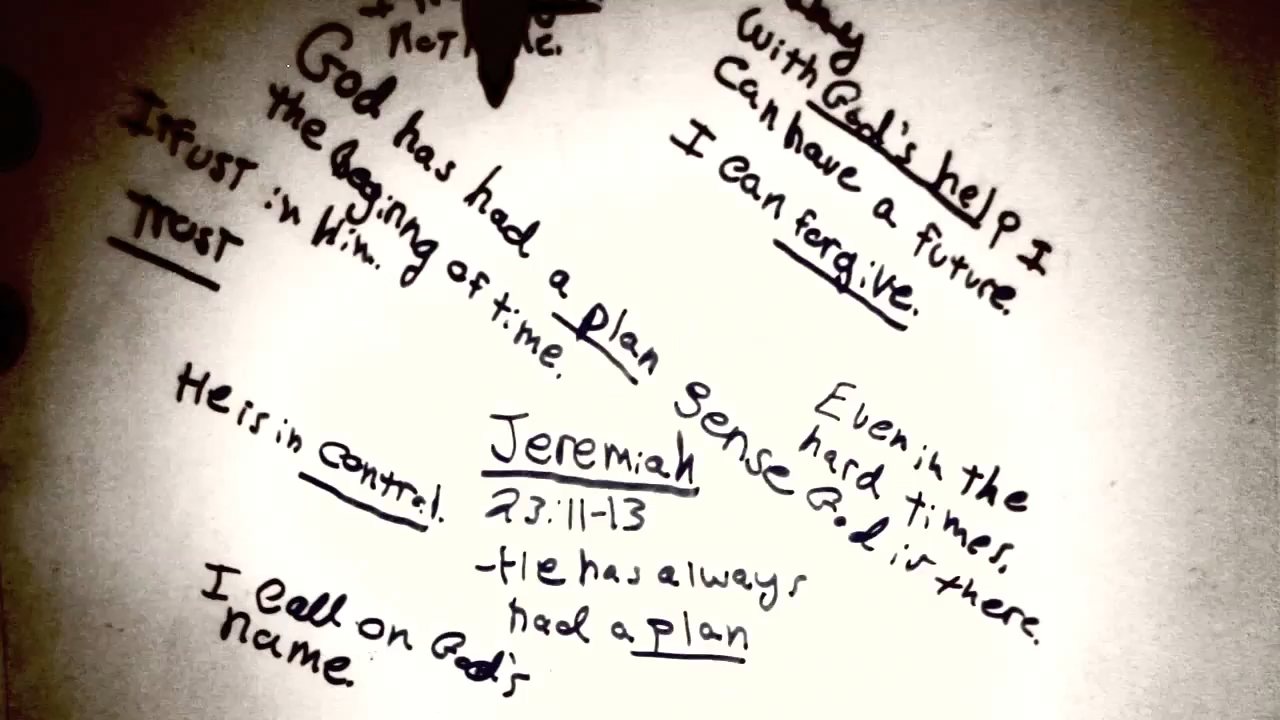 not
God has had a plan
the Beginng of time.
I Trust in him.
TRUST
With God's help I
Can have a future.
I can forgive.
He is in control.
Jeremiah
23:11-13
-He has always
had a plan
Even in the
hard times,
Sense God is there.
I Call on God's
name.